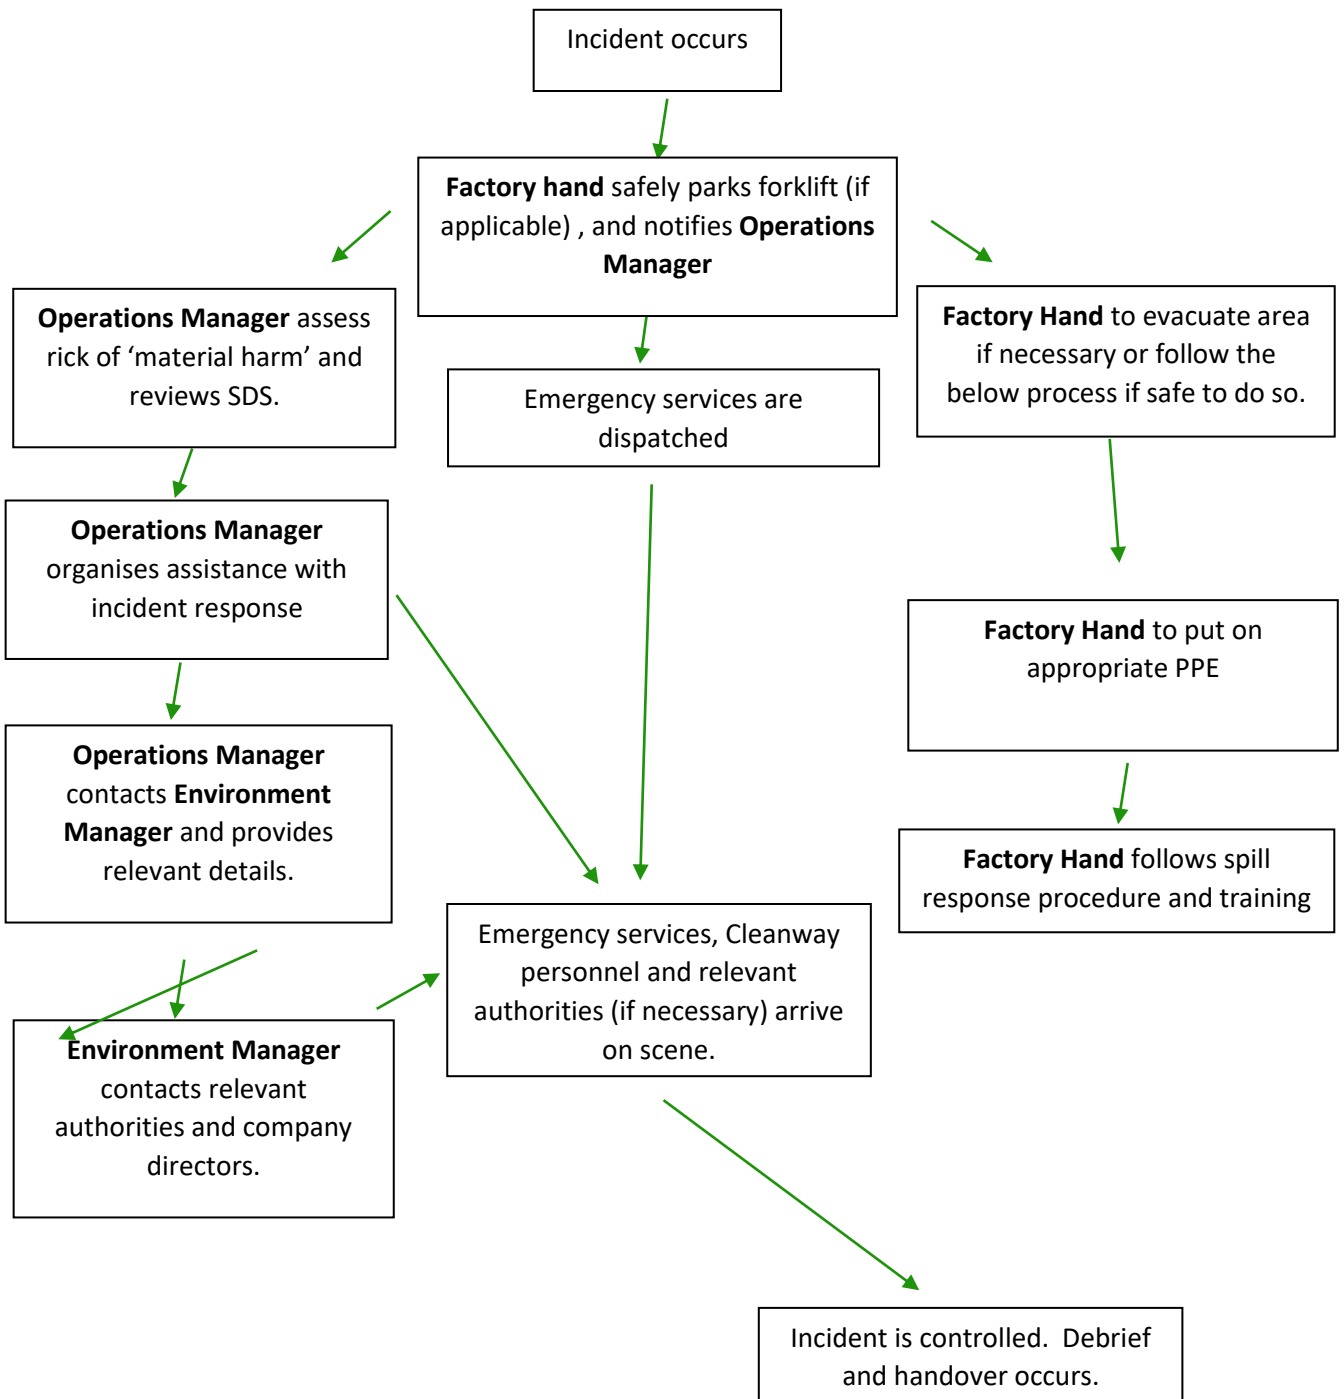 Incident occurs
Factory hand safely parks forklift (if
applicable) , and notifies Operations
Manager
Operations Manager assess
rick of ‘material harm’ and
reviews SDS.
Emergency services are
dispatched
Factory Hand to evacuate area
if necessary or follow the
below process if safe to do so.
Operations Manager
organises assistance with
incident response
Factory Hand to put on
appropriate PPE
Operations Manager
contacts Environment
Manager and provides
relevant details.
Factory Hand follows spill
response procedure and training
Emergency services, Cleanway
personnel and relevant
authorities (if necessary) arrive
on scene.
Environment Manager
contacts relevant
authorities and company
directors.
Incident is controlled.  Debrief
and handover occurs.